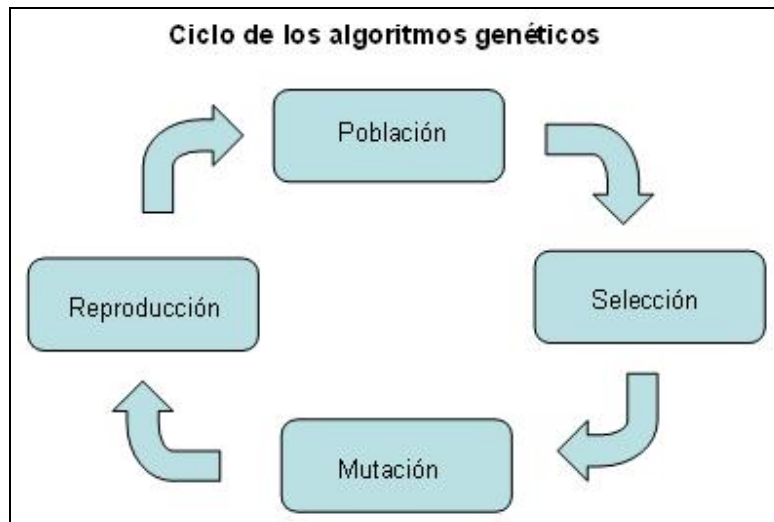 Ciclo de los algoritmos genéticos
Población
Selección
Mutación
Reproducción